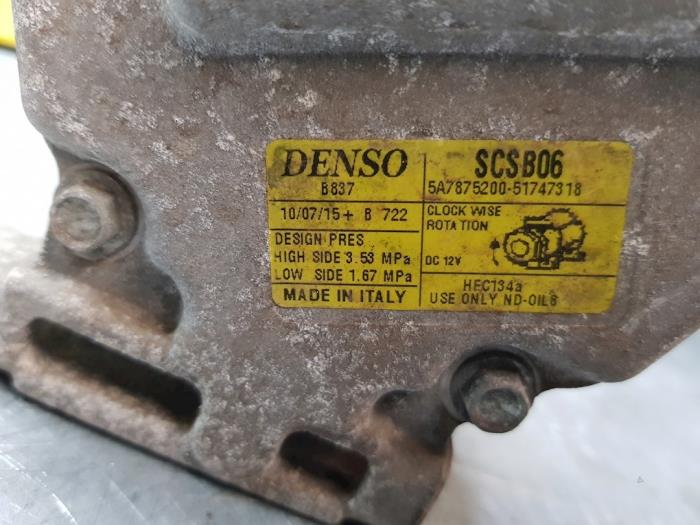 DENSO
B837
10/07/15+ B 722
DESIGN PRES
HIGH SIDE 3.53 MPa
LOW SIDE 1.67 MPa
MADE IN ITALY
SCSB06
5A7875200-51747318
CLOCK WISE
ROTATION
DC 12V
HFC134a
USE ONLY ND-OIL8